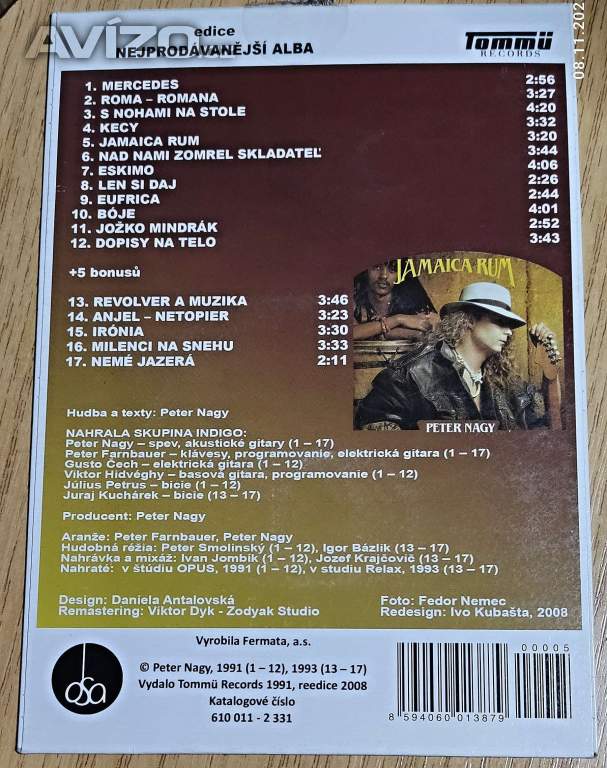 AVÍZO
08.11.202
reedice
NEJPRODÁVANĚJŠÍ ALBA
Tommü
RECORDS
1. MERCEDES 2:56
2. ROMA – ROMANA 3:27
3. S NOHAMI NA STOLE 4:20
4. KECY 3:32
5. JAMAICA RUM 3:20
6. NAD NAMI ZOMREL SKLADATEĽ 3:44
7. ESKIMO 4:06
8. LEN SI DAJ 2:26
9. EUFRICA 2:44
10. BÓJE 4:01
11. JOŽKO MINDRÁK 2:52
12. DOPISY NA TELO 3:43
+5 bonusů
13. REVOLVER A MUZIKA 3:46
14. ANJEL – NETOPIER 3:23
15. IRÓNIA 3:30
16. MILENCI NA SNEHU 3:33
17. NEMÉ JAZERÁ 2:11
JAMAICA RUM
PETER NAGY
Hudba a texty: Peter Nagy
NAHRALA SKUPINA INDIGO:
Peter Nagy – spev, akustické gitary (1 – 17)
Peter Farnbauer – klávesy, programovanie, elektrická gitara (1 – 17)
Gusto Čech – elektrická gitara (1 – 12)
Viktor Hidvéghy – basová gitara, programovanie (1 – 12)
Július Petrus – bicie (1 – 12)
Juraj Kuchárek – bicie (13 – 17)
Producent: Peter Nagy
Aranže: Peter Farnbauer, Peter Nagy
Hudobná réžia: Peter Smolinský (1 – 12), Igor Bázlik (13 – 17)
Nahrávka a mixáž: Ivan Jombík (1 – 12), Jozef Krajčovič (13 – 17)
Nahraté: v štúdiu OPUS, 1991 (1 – 12), v studiu Relax, 1993 (13 – 17)
Design: Daniela Antalovská
Remastering: Viktor Dyk - Zodyak Studio
Foto: Fedor Nemec
Redesign: Ivo Kubašta, 2008
osa
Vyrobila Fermata, a.s.
© Peter Nagy, 1991 (1 – 12), 1993 (13 – 17)
Vydalo Tommü Records 1991, reedice 2008
Katalogové číslo
610 011 - 2 331
00005
8 594060 013879